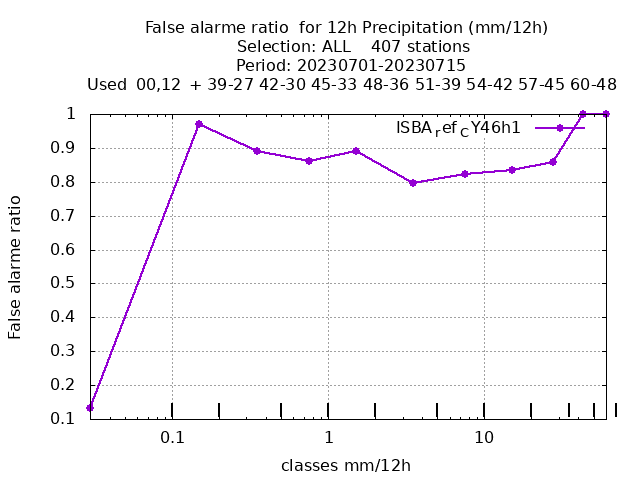 False alarme ratio  for 12h Precipitation (mm/12h)
Selection: ALL    407 stations
Period: 20230701-20230715
Used  00,12  + 39-27 42-30 45-33 48-36 51-39 54-42 57-45 60-48
ISBA_ref_CY46h1
1
0.9
0.8
0.7
0.6
0.5
0.4
0.3
0.2
0.1
False alarme ratio
0.1 1 10
classes mm/12h